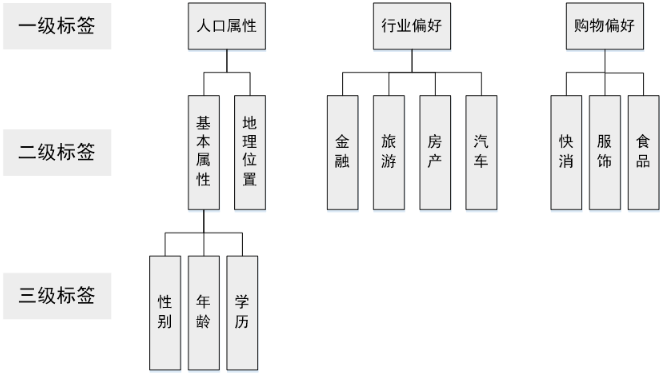 一级标签
人口属性
行业偏好
购物偏好
二级标签
基本属性
地理位置
金融
旅游
房产
汽车
快消
服饰
食品
三级标签
性别
年龄
学历